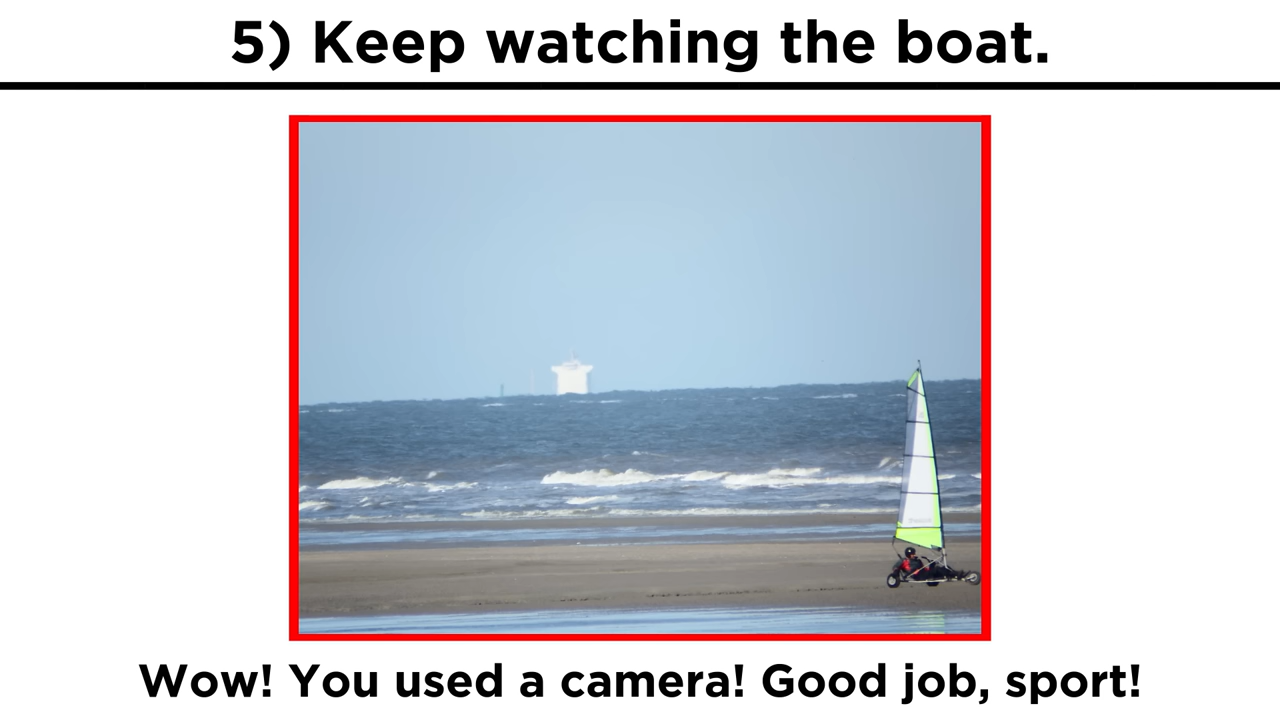 5) Keep watching the boat.
Wow! You used a camera! Good job, sport!